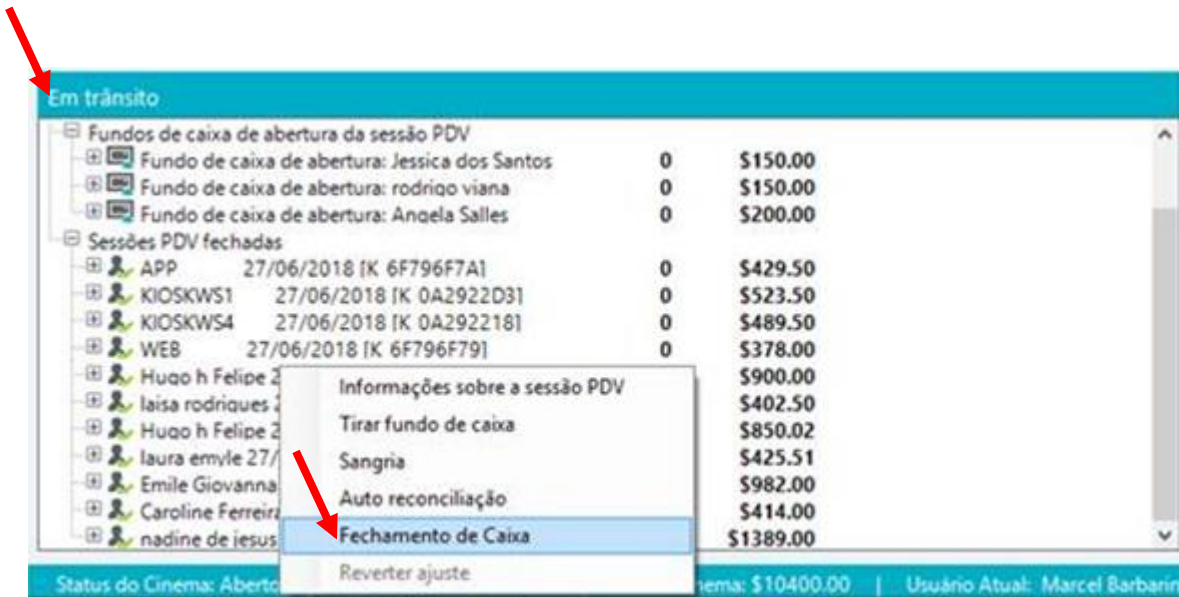 Em trânsito
Fundos de caixa de abertura da sessão PDV
Fundo de caixa de abertura: Jessica dos Santos 0 $150.00
Fundo de caixa de abertura: rodrigo viana 0 $150.00
Fundo de caixa de abertura: Angela Salles 0 $200.00
Sessões PDV fechadas
APP 27/06/2018 [K 6F796F7A] 0 $429.50
KIOSKWS1 27/06/2018 [K 0A2922D3] 0 $523.50
KIOSKWS4 27/06/2018 [K 0A292218] 0 $489.50
WEB 27/06/2018 [K 6F796F79] 0 $378.00
Hugo h Felipe 2 $900.00
laisa rodrigues $402.50
Hugo h Felipe 2 $850.02
laura emyle 27/ $425.51
Emile Giovanna $982.00
Caroline Ferreira $414.00
nadine de jesus $1389.00
Informações sobre a sessão PDV
Tirar fundo de caixa
Sangria
Auto reconciliação
Fechamento de Caixa
Reverter ajuste
Status do Cinema: Aberto nema: $10400.00 | Usuário Atual: Marcel Barbarin